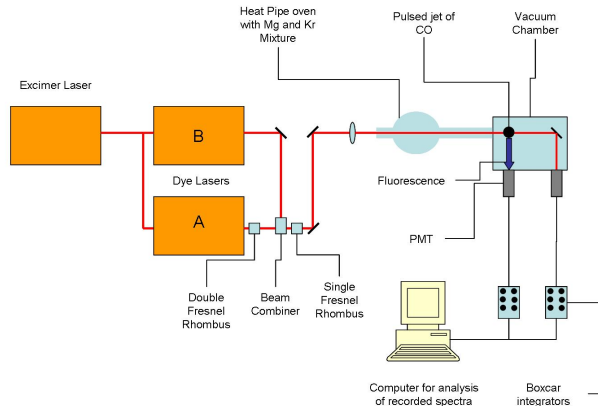 Heat Pipe oven
with Mg and Kr
Mixture
Pulsed jet of
CO
Vacuum
Chamber
Excimer Laser
B
Dye Lasers
A
Fluorescence
PMT
Double
Fresnel
Rhombus
Beam
Combiner
Single
Fresnel
Rhombus
Computer for analysis
of recorded spectra
Boxcar
integrators